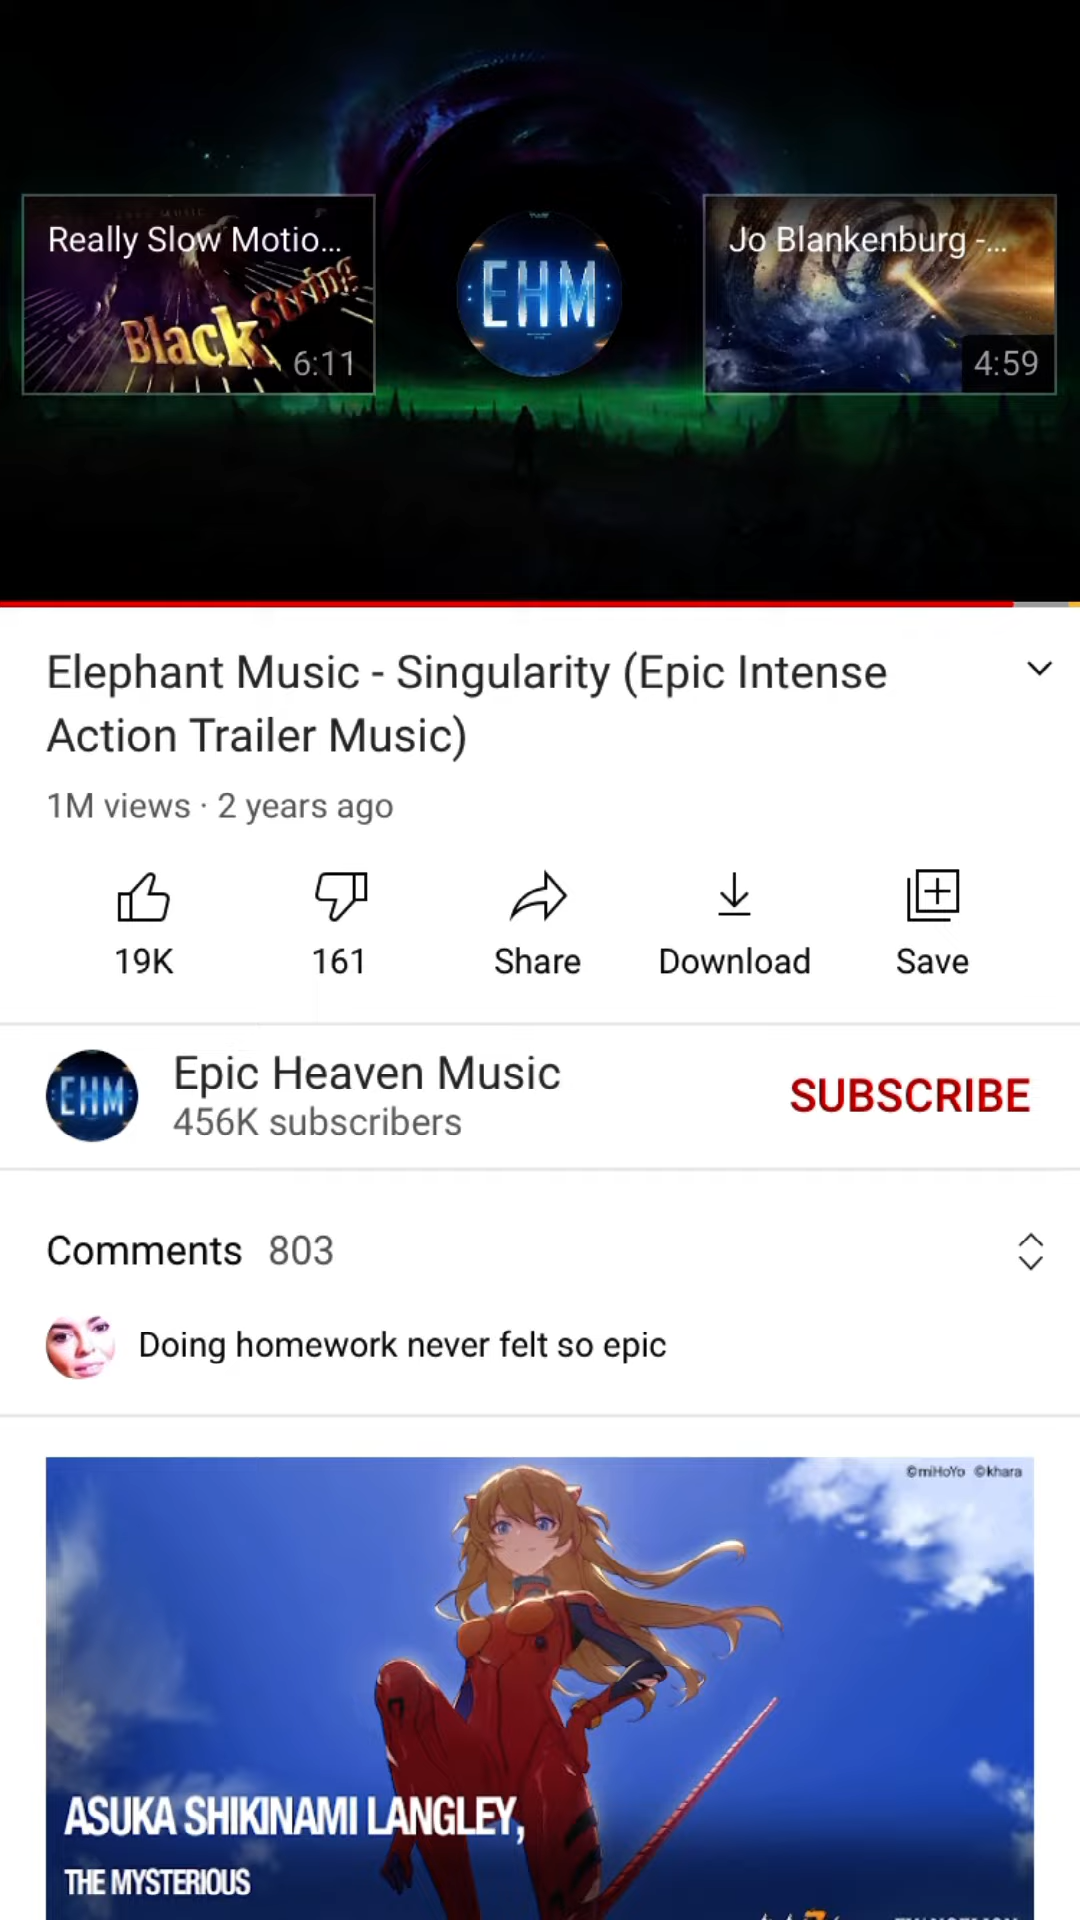 Really Slow Motio...
Black String
6:11
EHM
Jo Blankenburg -...
4:59
Elephant Music - Singularity (Epic Intense
Action Trailer Music)
1M views · 2 years ago
19K
161
Share
Download
Save
EHM
Epic Heaven Music
456K subscribers
SUBSCRIBE
Comments 803
Doing homework never felt so epic
©miHoYo ©khara
ASUKA SHIKINAMI LANGLEY,
THE MYSTERIOUS